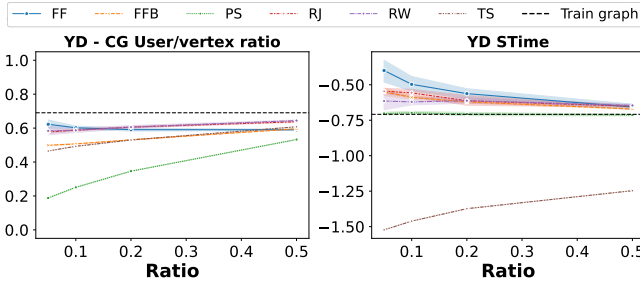 FF FFB PS RJ RW TS Train graph
YD - CG User/vertex ratio
1.0
0.8
0.6
0.4
0.2
0.0
0.1 0.2 0.3 0.4 0.5
Ratio
YD STime
−0.50
−0.75
−1.00
−1.25
−1.50
0.1 0.2 0.3 0.4 0.5
Ratio